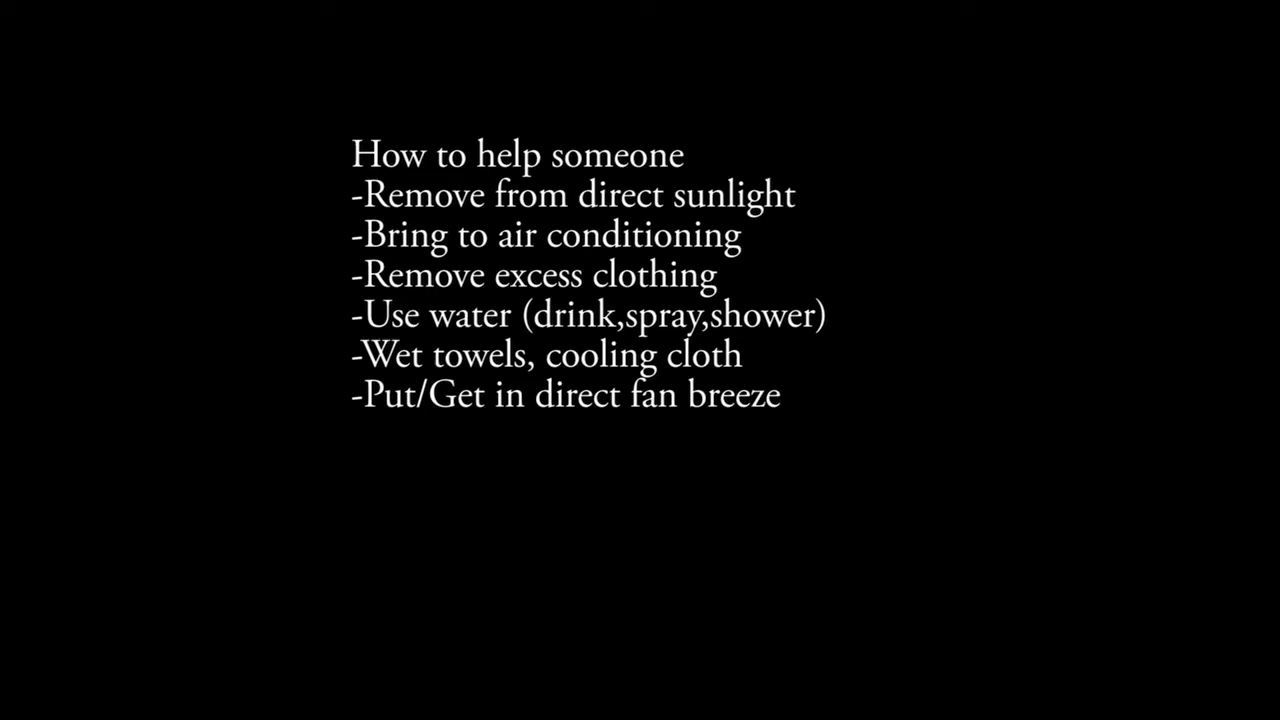 How to help someone
-Remove from direct sunlight
-Bring to air conditioning
-Remove excess clothing
-Use water (drink,spray,shower)
-Wet towels, cooling cloth
-Put/Get in direct fan breeze